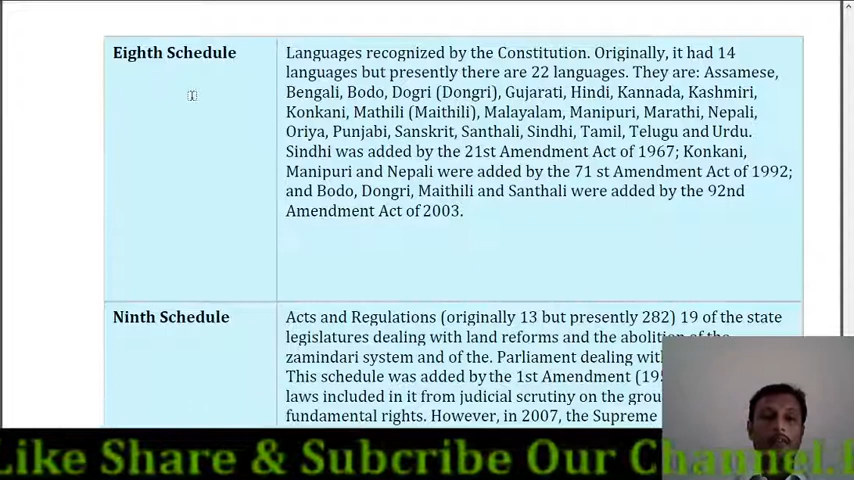 Eighth Schedule
Languages recognized by the Constitution. Originally, it had 14
languages but presently there are 22 languages. They are: Assamese,
Bengali, Bodo, Dogri (Dongri), Gujarati, Hindi, Kannada, Kashmiri,
Konkani, Mathili (Maithili), Malayalam, Manipuri, Marathi, Nepali,
Oriya, Punjabi, Sanskrit, Santhali, Sindhi, Tamil, Telugu and Urdu.
Sindhi was added by the 21st Amendment Act of 1967; Konkani,
Manipuri and Nepali were added by the 71 st Amendment Act of 1992;
and Bodo, Dongri, Maithili and Santhali were added by the 92nd
Amendment Act of 2003.
Ninth Schedule
Acts and Regulations (originally 13 but presently 282) 19 of the state
legislatures dealing with land reforms and the abolition of the
zamindari system and of the. Parliament dealing
This schedule was added by the 1st Amendment
laws included in it from judicial scrutiny on the
fundamental rights. However, in 2007, the Supreme
Like Share & Subcribe Our Channel.